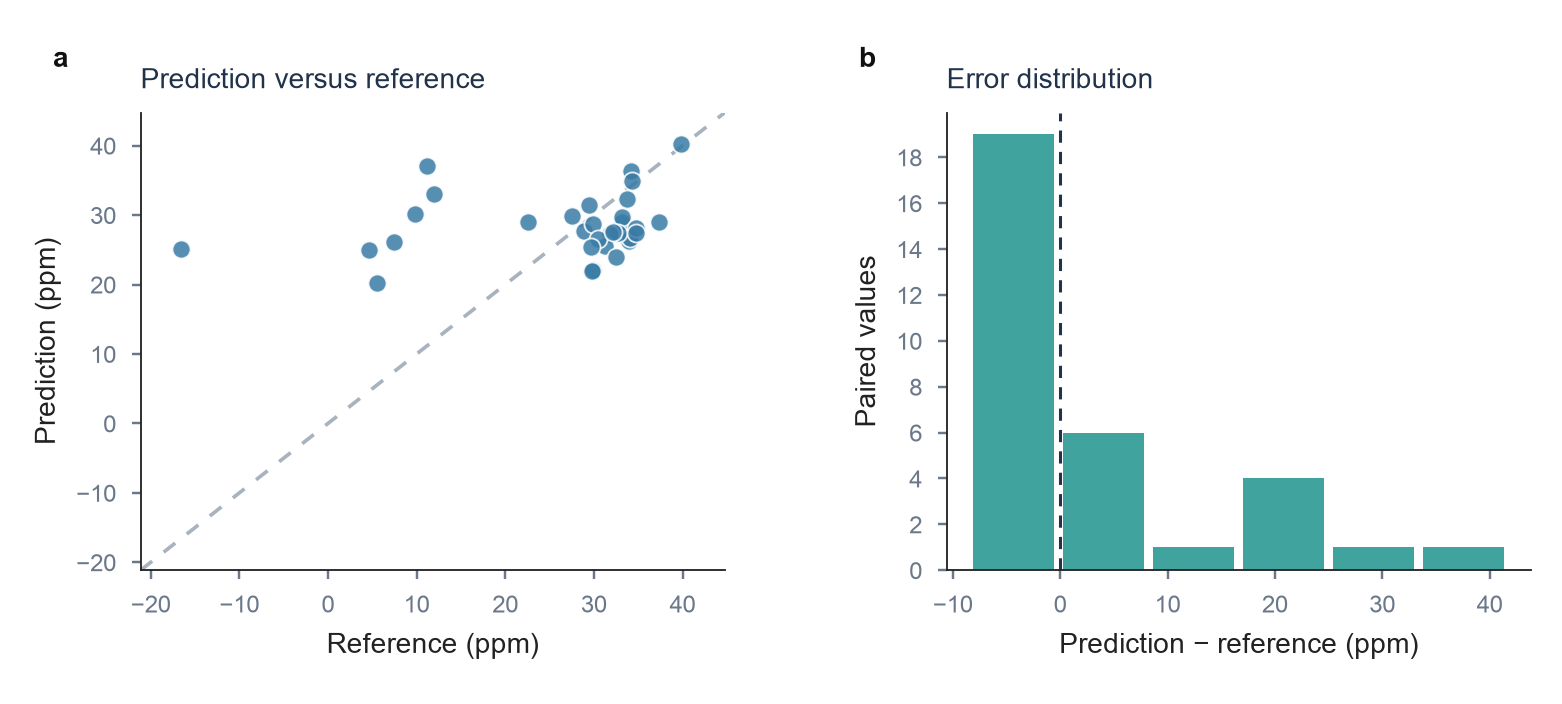 a
Prediction versus reference
40
30
20
10
0
−10
−20
Prediction (ppm)
−20 −10 0 10 20 30 40
Reference (ppm)
b
Error distribution
18
16
14
12
10
8
6
4
2
0
Paired values
−10 0 10 20 30 40
Prediction − reference (ppm)